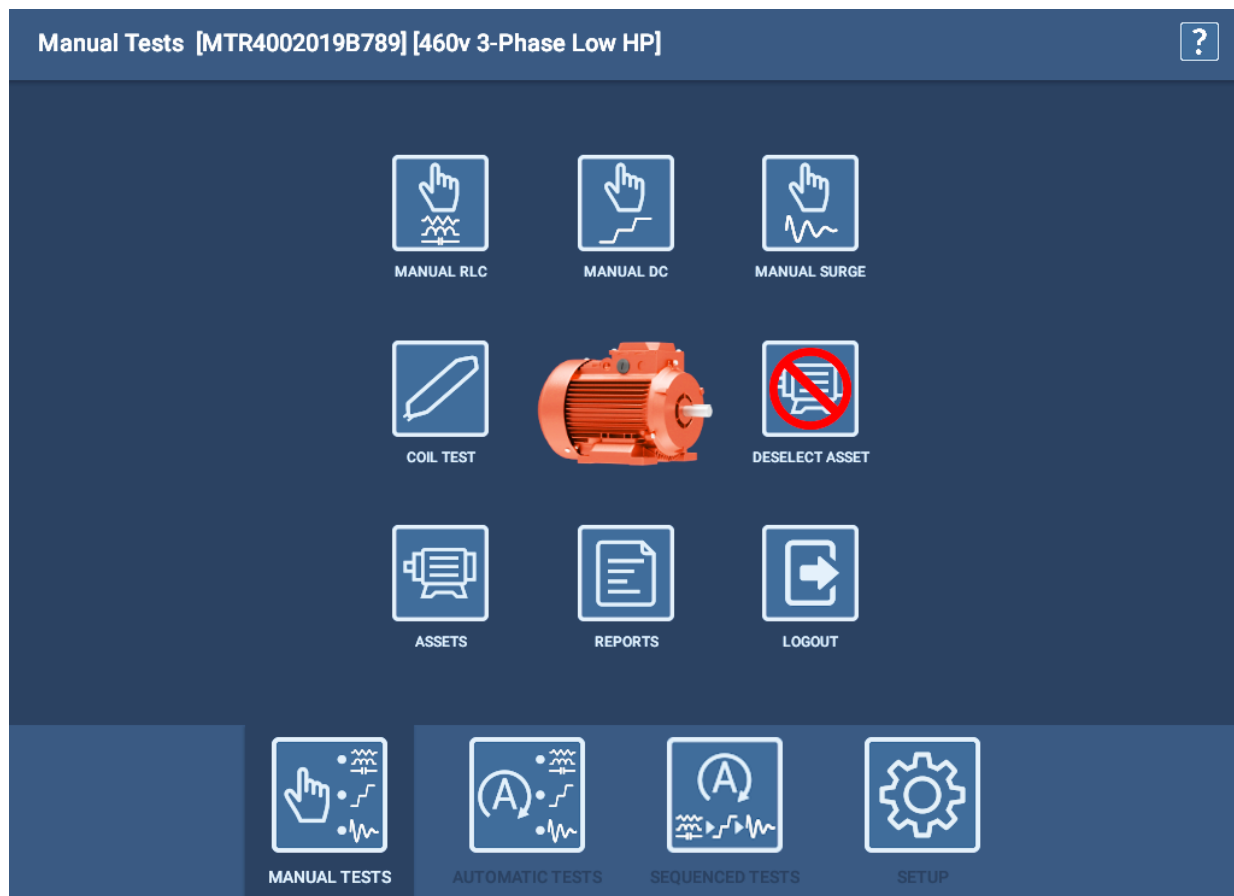 Manual Tests [MTR4002019B789] [460v 3-Phase Low HP]
?
MANUAL RLC
MANUAL DC
MANUAL SURGE
COIL TEST
DESELECT ASSET
ASSETS
REPORTS
LOGOUT
A
A
MANUAL TESTS
AUTOMATIC TESTS
SEQUENCED TESTS
SETUP